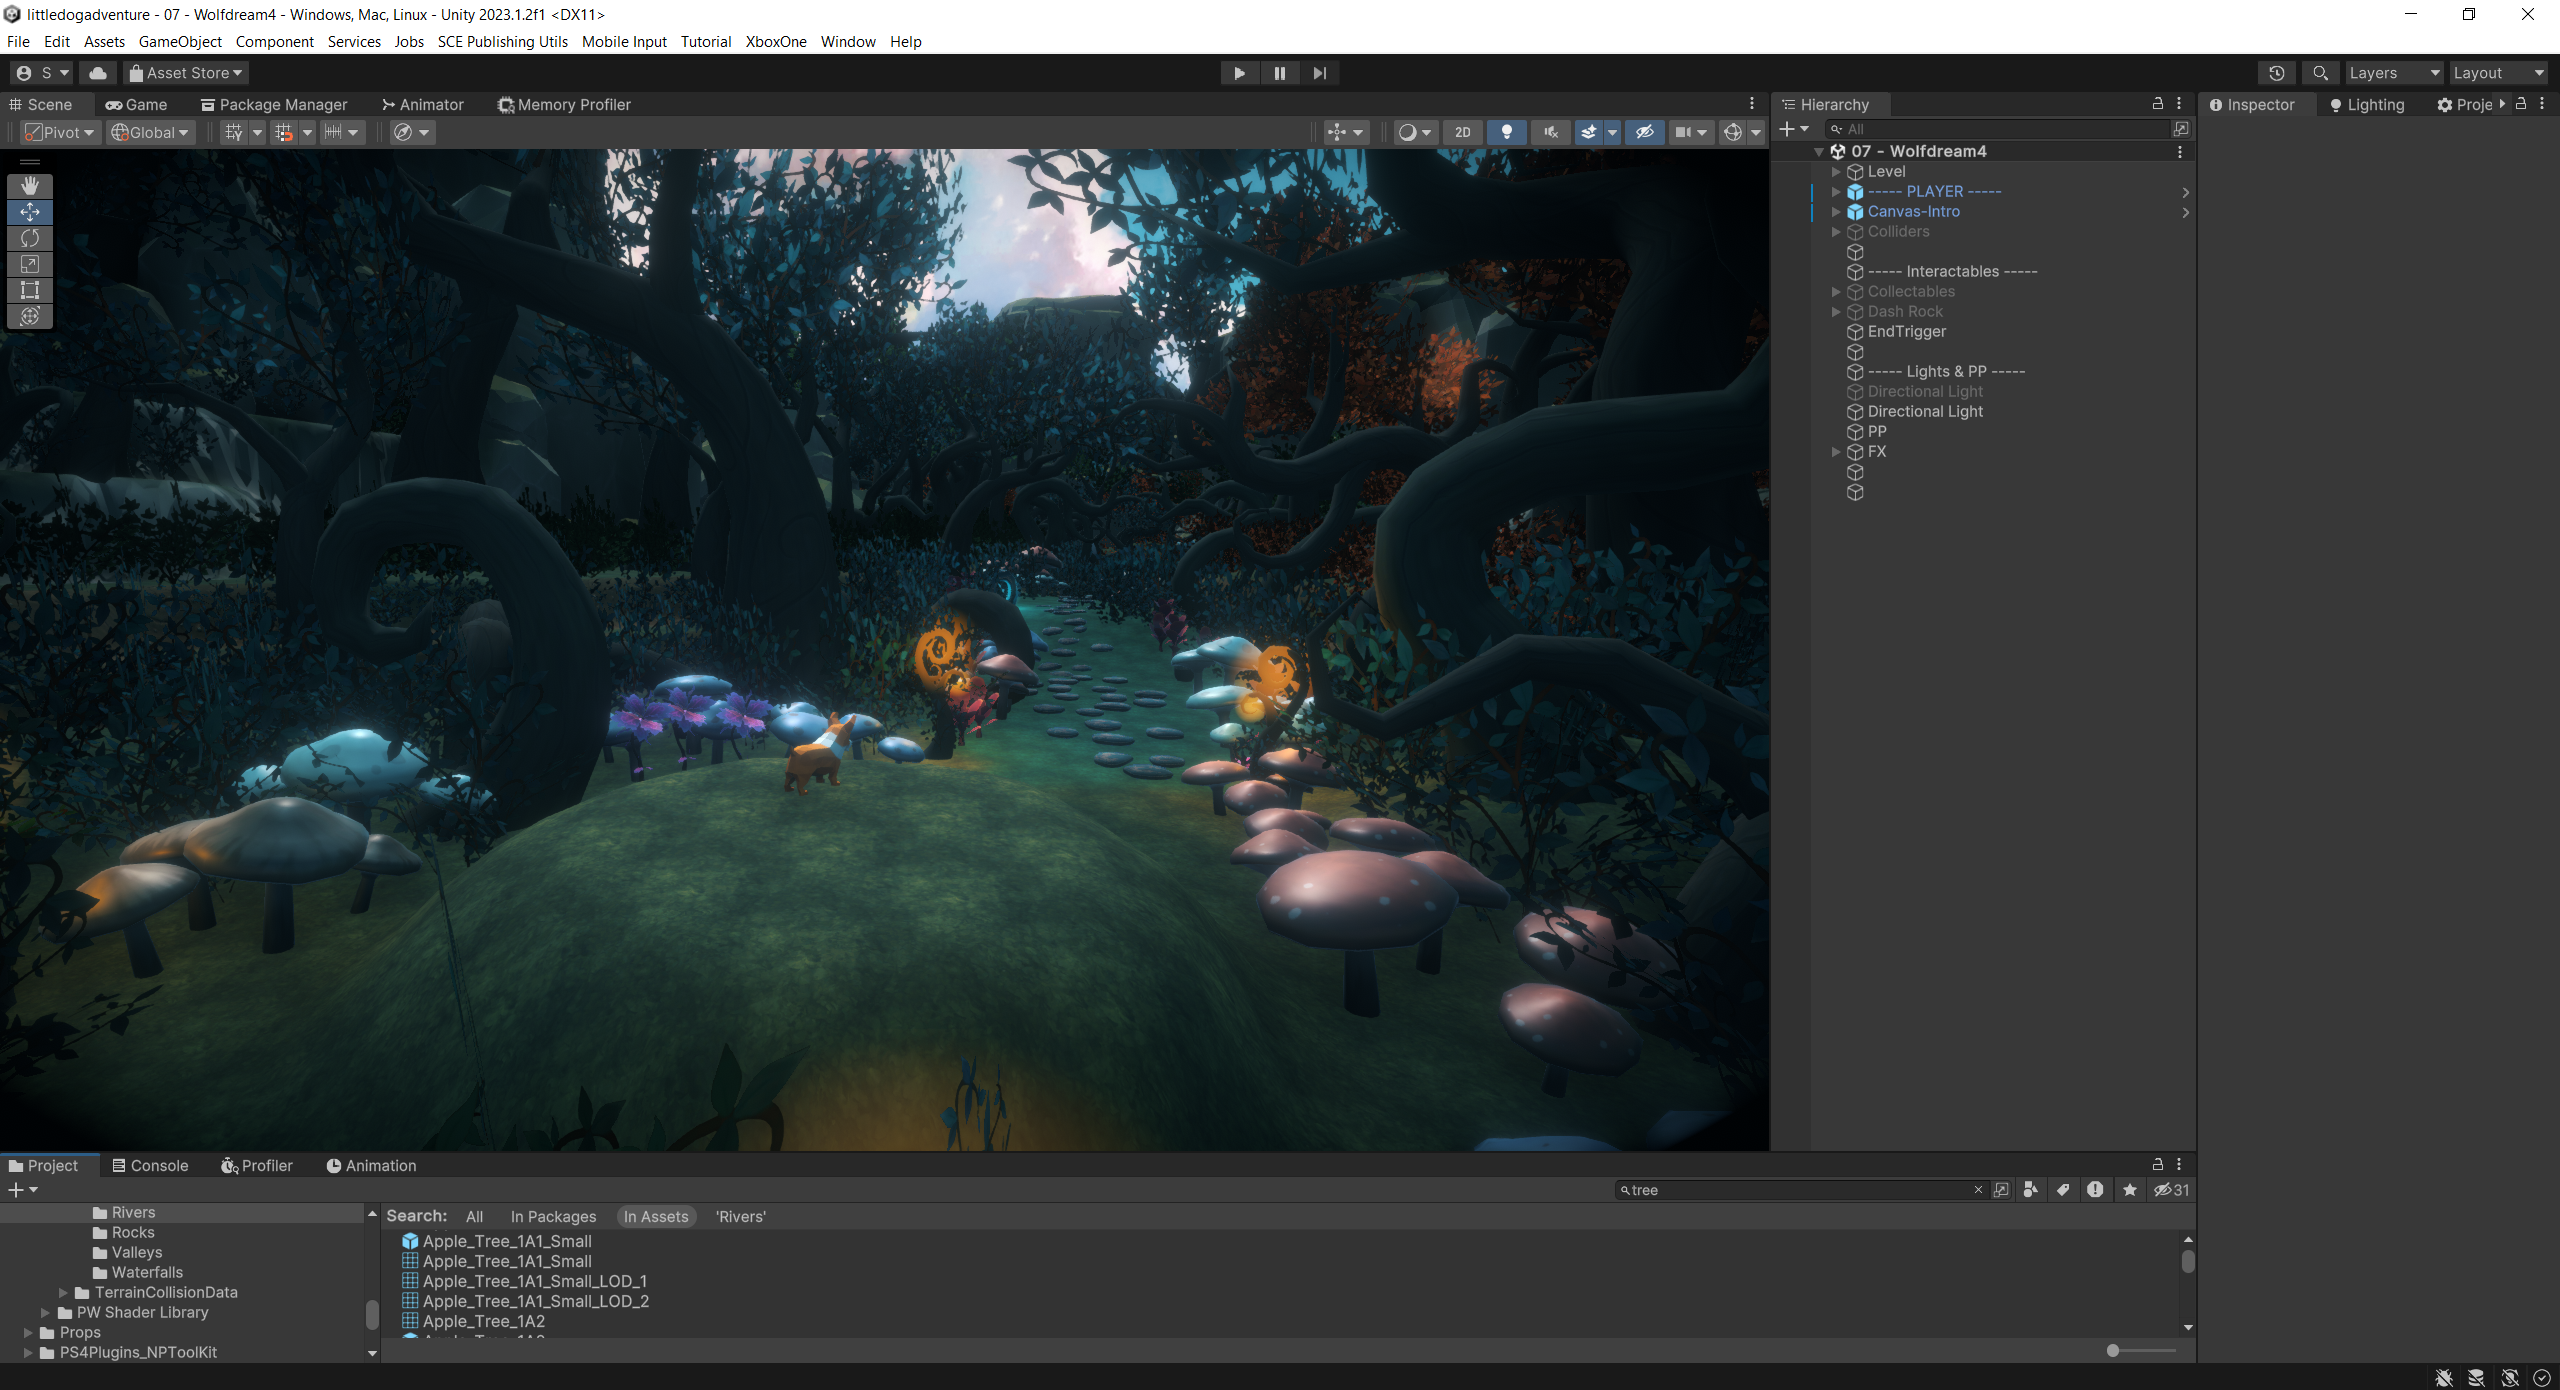 littledogadventure - 07 - Wolfdream4 - Windows, Mac, Linux - Unity 2023.1.2f1 <DX11>
File Edit Assets GameObject Component Services Jobs SCE Publishing Utils Mobile Input Tutorial XboxOne Window Help
S Asset Store Layers Layout
Scene Game Package Manager Animator Memory Profiler
Pivot Global 2D
Hierarchy
All
07 - Wolfdream4
Level
----- PLAYER -----
Canvas-Intro
Colliders
----- Interactables -----
Collectables
Dash Rock
EndTrigger
----- Lights & PP -----
Directional Light
Directional Light
PP
FX
Inspector Lighting Proje
Project Console Profiler Animation
tree 31
Rivers
Rocks
Valleys
Waterfalls
TerrainCollisionData
PW Shader Library
Props
PS4Plugins_NPToolKit
Search: All In Packages In Assets 'Rivers'
Apple_Tree_1A1_Small
Apple_Tree_1A1_Small
Apple_Tree_1A1_Small_LOD_1
Apple_Tree_1A1_Small_LOD_2
Apple_Tree_1A2